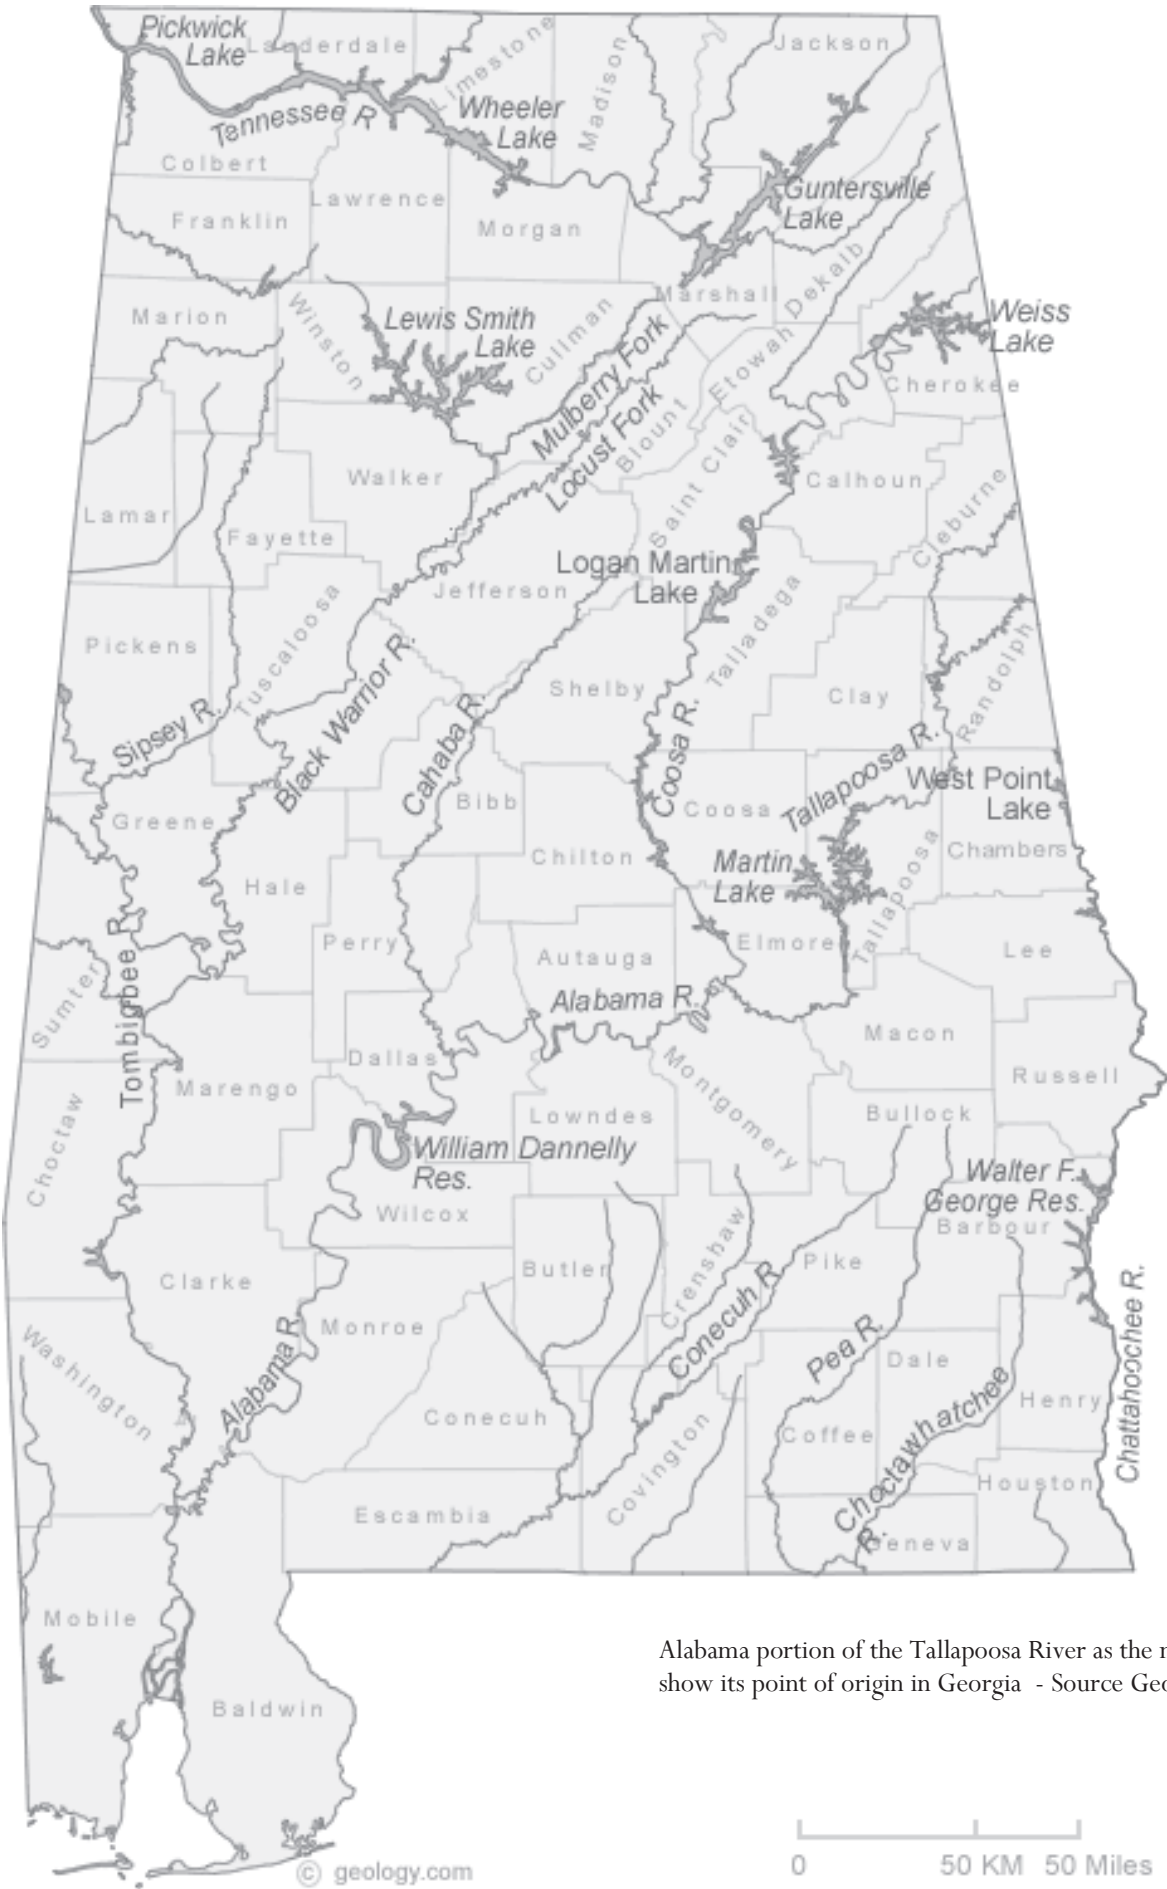 Pickwick
Lake
Lauderdale
Limestone
Madison
Jackson
Tennessee R
Wheeler
Lake
Colbert
Lawrence
Franklin
Morgan
Guntersville
Lake
Marion
Winston
Lewis Smith
Lake
Cullman
Marshall
Dekalb
Weiss
Lake
Cherokee
Etowah
Mulberry Fork
Locust Fork
Blount
Saint Clair
Walker
Calhoun
Cleburne
Lamar
Fayette
Logan Martin
Lake
Jefferson
Talladega
Tuscaloosa
Pickens
Shelby
Clay
Randolph
Sipsey R.
Black Warrior R.
Cahaba R.
Coosa R.
Tallapoosa R.
West Point
Lake
Greene
Bibb
Coosa
Chilton
Chambers
Hale
Martin
Lake
Tallapoosa
Perry
Elmore
Lee
Autauga
Sumter
Tombigbee R.
Alabama R.
Macon
Dallas
Montgomery
Marengo
Russell
Lowndes
Bullock
Choctaw
William Dannelly
Res.
Walter F.
George Res.
Wilcox
Barbour
Clarke
Butler
Crenshaw
Pike
Conecuh R.
Monroe
Washington
Alabama R.
Pea R.
Dale
Chattahoochee R.
Choctawhatchee
R.
Henry
Conecuh
Coffee
Covington
Houston
Escambia
Geneva
Mobile
Baldwin
Alabama portion of the Tallapoosa River as the
show its point of origin in Georgia - Source
© geology.com
0 50 KM 50 Miles